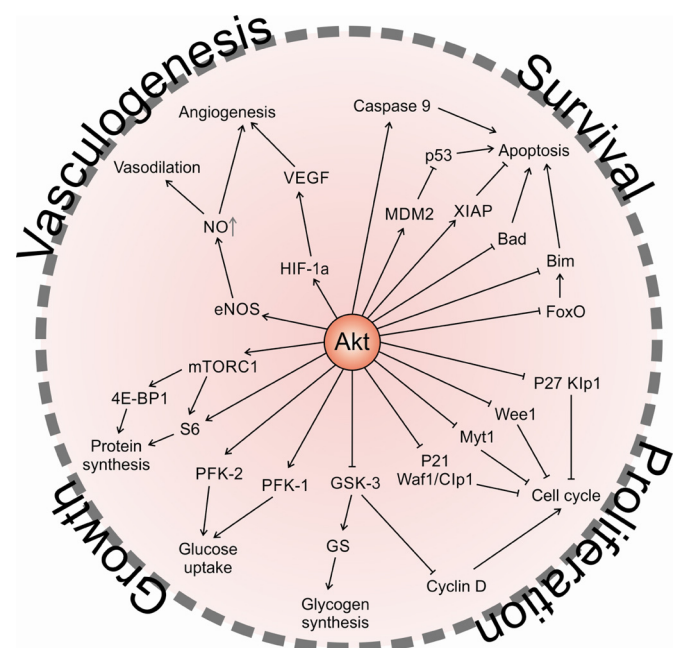 Vasculogenesis
Survival
Angiogenesis
Caspase 9
Vasodilation
p53
Apoptosis
VEGF
MDM2
XIAP
NO↑
Bad
HIF-1a
Bim
eNOS
FoxO
Akt
mTORC1
4E-BP1
P27 KIp1
Wee1
S6
Myt1
Protein
synthesis
P21
Waf1/CIp1
PFK-2
PFK-1
GSK-3
Cell cycle
GS
Glucose
uptake
Cyclin D
Glycogen
synthesis
Growth
Proliferation